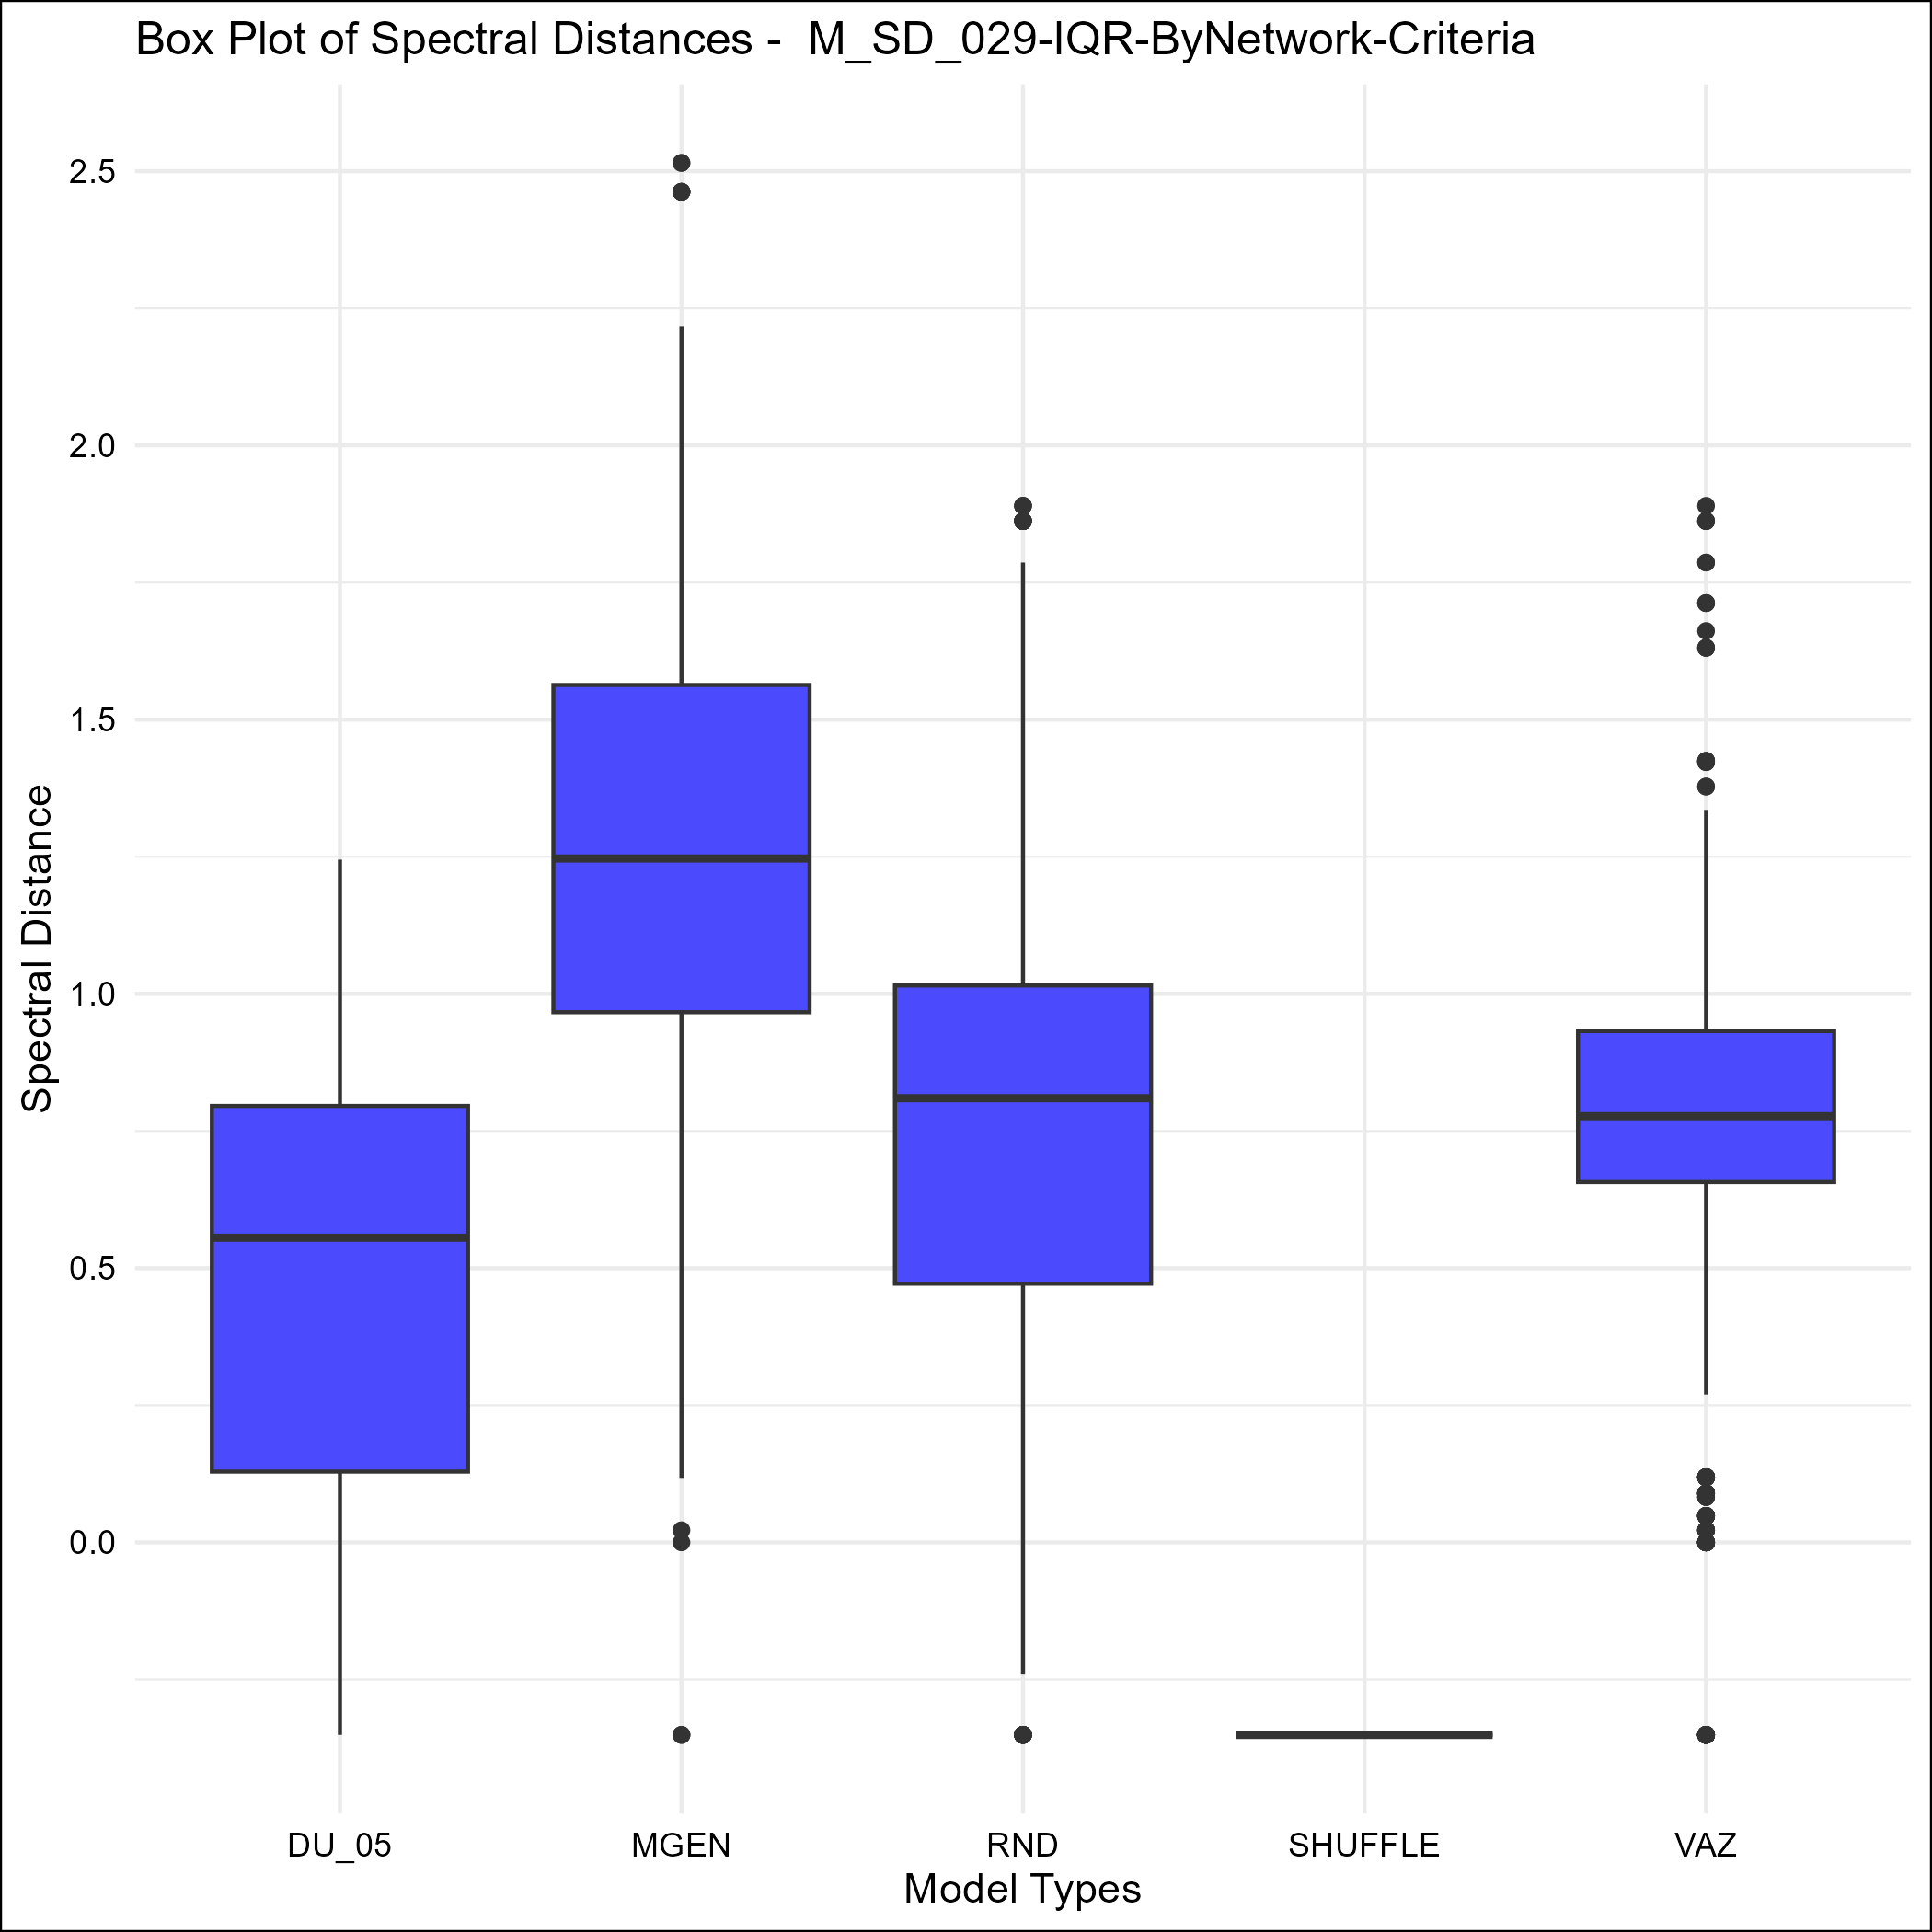 Box Plot of Spectral Distances -  M_SD_029-IQR-ByNetwork-Criteria
Spectral Distance
2.5
2.0
1.5
1.0
0.5
0.0
DU_05 MGEN RND SHUFFLE VAZ
Model Types